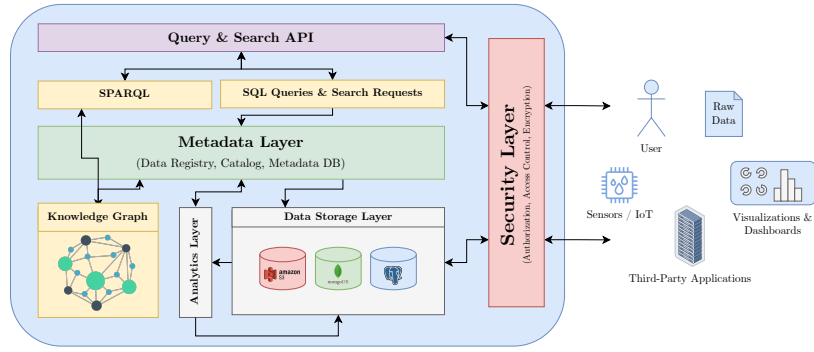 Query & Search API
SPARQL
SQL Queries & Search Requests
Metadata Layer
(Data Registry, Catalog, Metadata DB)
Knowledge Graph
Analytics Layer
Data Storage Layer
amazon
S3
mongoDB
Security Layer
(Authorization, Access Control, Encryption)
User
Raw
Data
Sensors / IoT
Visualizations &
Dashboards
Third-Party Applications